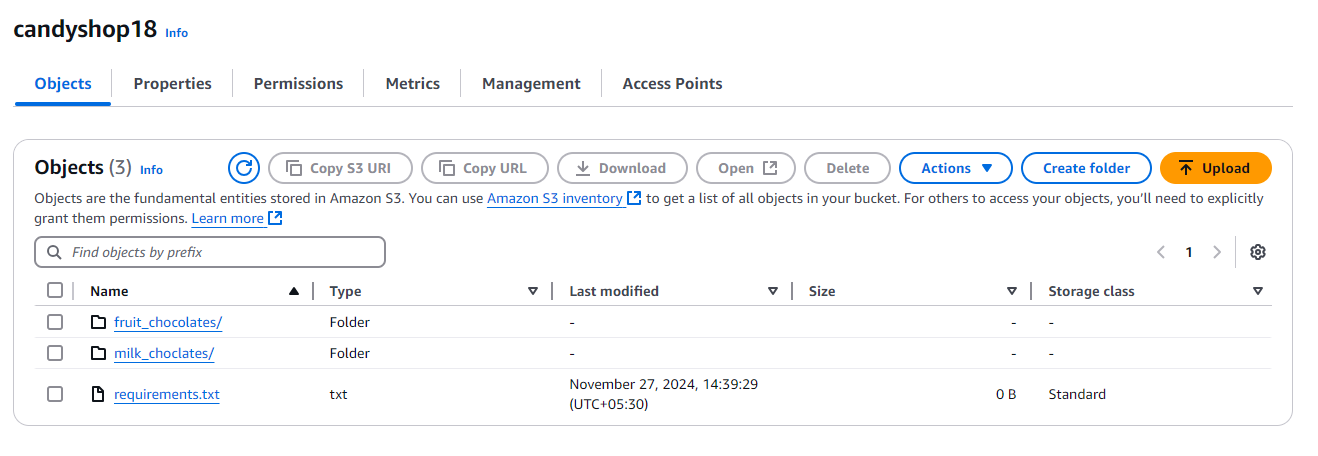 candyshop18 Info
Objects Properties Permissions Metrics Management Access Points
Objects (3) Info Copy S3 URI Copy URL Download Open Delete Actions Create folder Upload
Objects are the fundamental entities stored in Amazon S3. You can use Amazon S3 inventory to get a list of all objects in your bucket. For others to access your objects, you'll need to explicitly
grant them permissions. Learn more
Find objects by prefix 1
Name Type Last modified Size Storage class
fruit_chocolates/ Folder - - -
milk_choclates/ Folder - - -
requirements.txt txt November 27, 2024, 14:39:29 (UTC+05:30) 0 B Standard